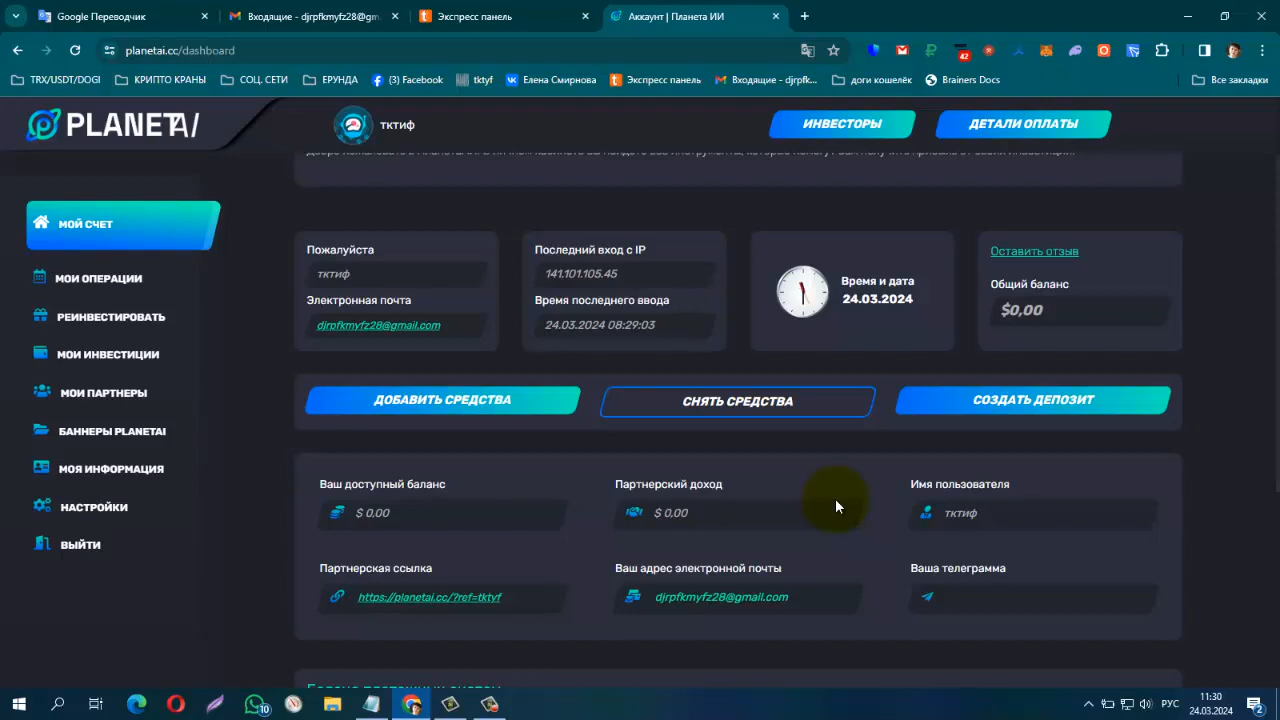 Google Переводчик
Входящие - djrpfkmyfz28@gm
Экспресс панель
Аккаунт | Планета ИИ
planetai.cc/dashboard
42
TRX/USDT/DOGI
КРИПТО КРАНЫ
СОЦ. СЕТИ
ЕРУНДА
(3) Facebook
tktyf
Елена Смирнова
Экспресс панель
Входящие - djrpfk...
доги кошелёк
Brainers Docs
Все закладки
PLANETAI
тктиф
ИНВЕСТОРЫ
ДЕТАЛИ ОПЛАТЫ
МОЙ СЧЕТ
МОИ ОПЕРАЦИИ
РЕИНВЕСТИРОВАТЬ
МОИ ИНВЕСТИЦИИ
МОИ ПАРТНЕРЫ
БАННЕРЫ PLANETAI
МОЯ ИНФОРМАЦИЯ
НАСТРОЙКИ
ВЫЙТИ
Пожалуйста
тктиф
Электронная почта
djrpfkmyfz28@gmail.com
Последний вход с IP
141.101.105.45
Время последнего ввода
24.03.2024 08:29:03
Время и дата
24.03.2024
Оставить отзыв
Общий баланс
$0,00
ДОБАВИТЬ СРЕДСТВА
СНЯТЬ СРЕДСТВА
СОЗДАТЬ ДЕПОЗИТ
Ваш доступный баланс
$ 0,00
Партнерский доход
$ 0,00
Имя пользователя
тктиф
Партнерская ссылка
https://planetai.cc/?ref=tktyf
Ваш адрес электронной почты
djrpfkmyfz28@gmail.com
Ваша телеграмма
10
РУС
11:30
24.03.2024
2